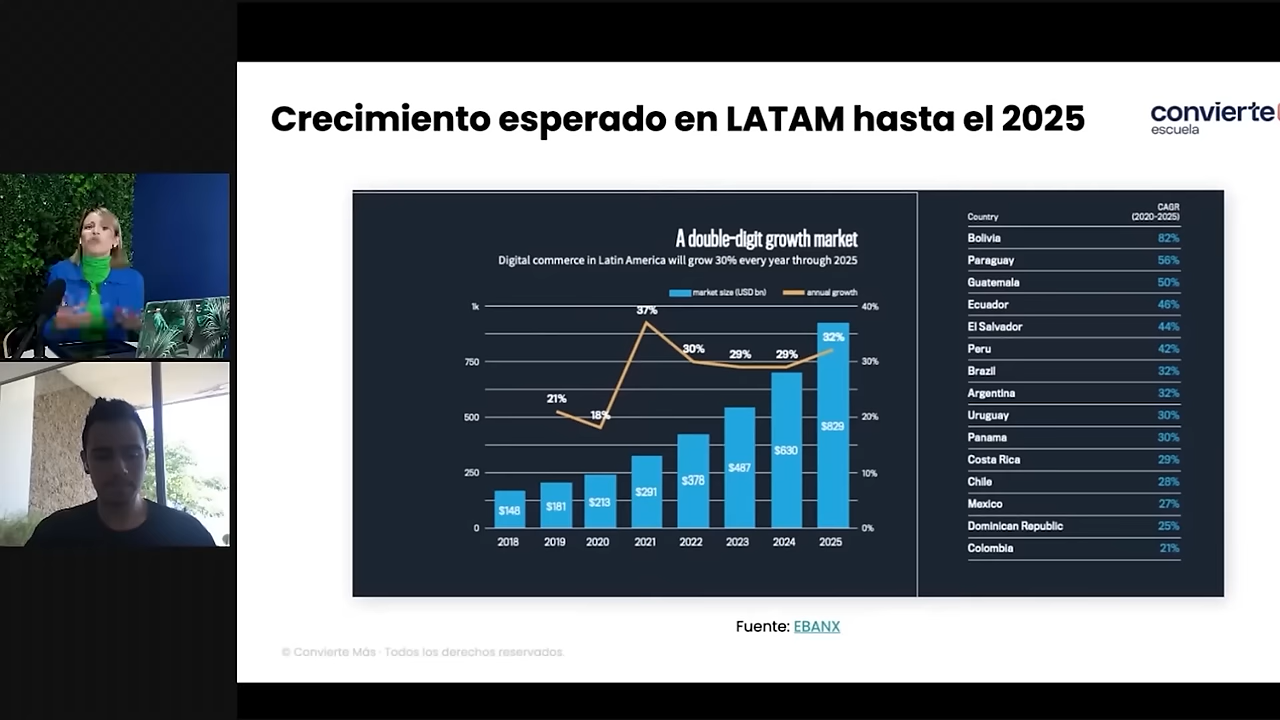 Crecimiento esperado en LATAM hasta el 2025
convierte
escuela
A double-digit growth market
Digital commerce in Latin America will grow 30% every year through 2025
market size (USD bn) annual growth
1k
750
500
250
0
40%
30%
20%
10%
0%
21%
18%
37%
30%
29%
29%
32%
$148
$181
$213
$291
$378
$487
$630
$829
2018 2019 2020 2021 2022 2023 2024 2025
Country CAGR
(2020-2025)
Bolivia 82%
Paraguay 56%
Guatemala 50%
Ecuador 46%
El Salvador 44%
Peru 42%
Brazil 32%
Argentina 32%
Uruguay 30%
Panama 30%
Costa Rica 29%
Chile 28%
Mexico 27%
Dominican Republic 25%
Colombia 21%
Fuente: EBANX
© Convierte Más · Todos los derechos reservados.